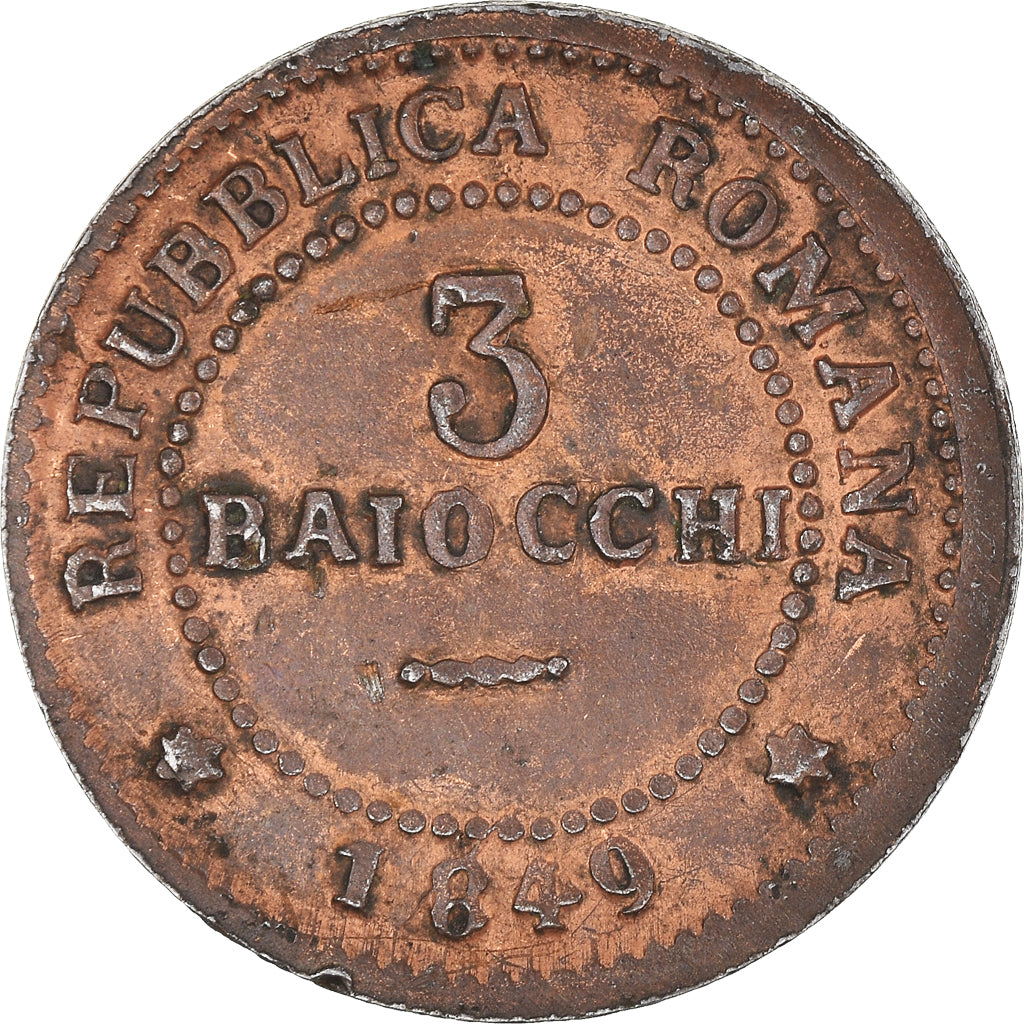 REPUBBLICA ROMANA
3
BAIOCCHI
1849